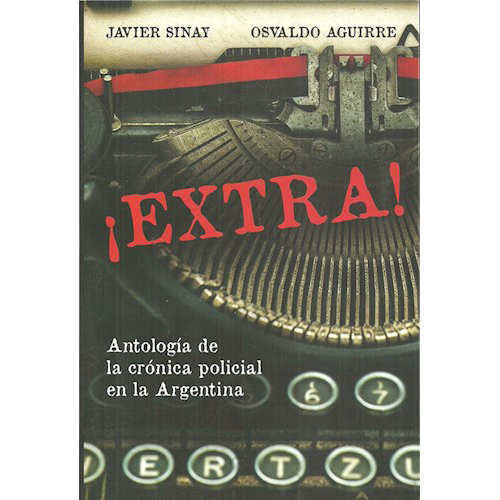 JAVIER SINAY OSVALDO AGUIRRE
¡EXTRA!
Antología de
la crónica policial
en la Argentina
6 7
W E R T Z U